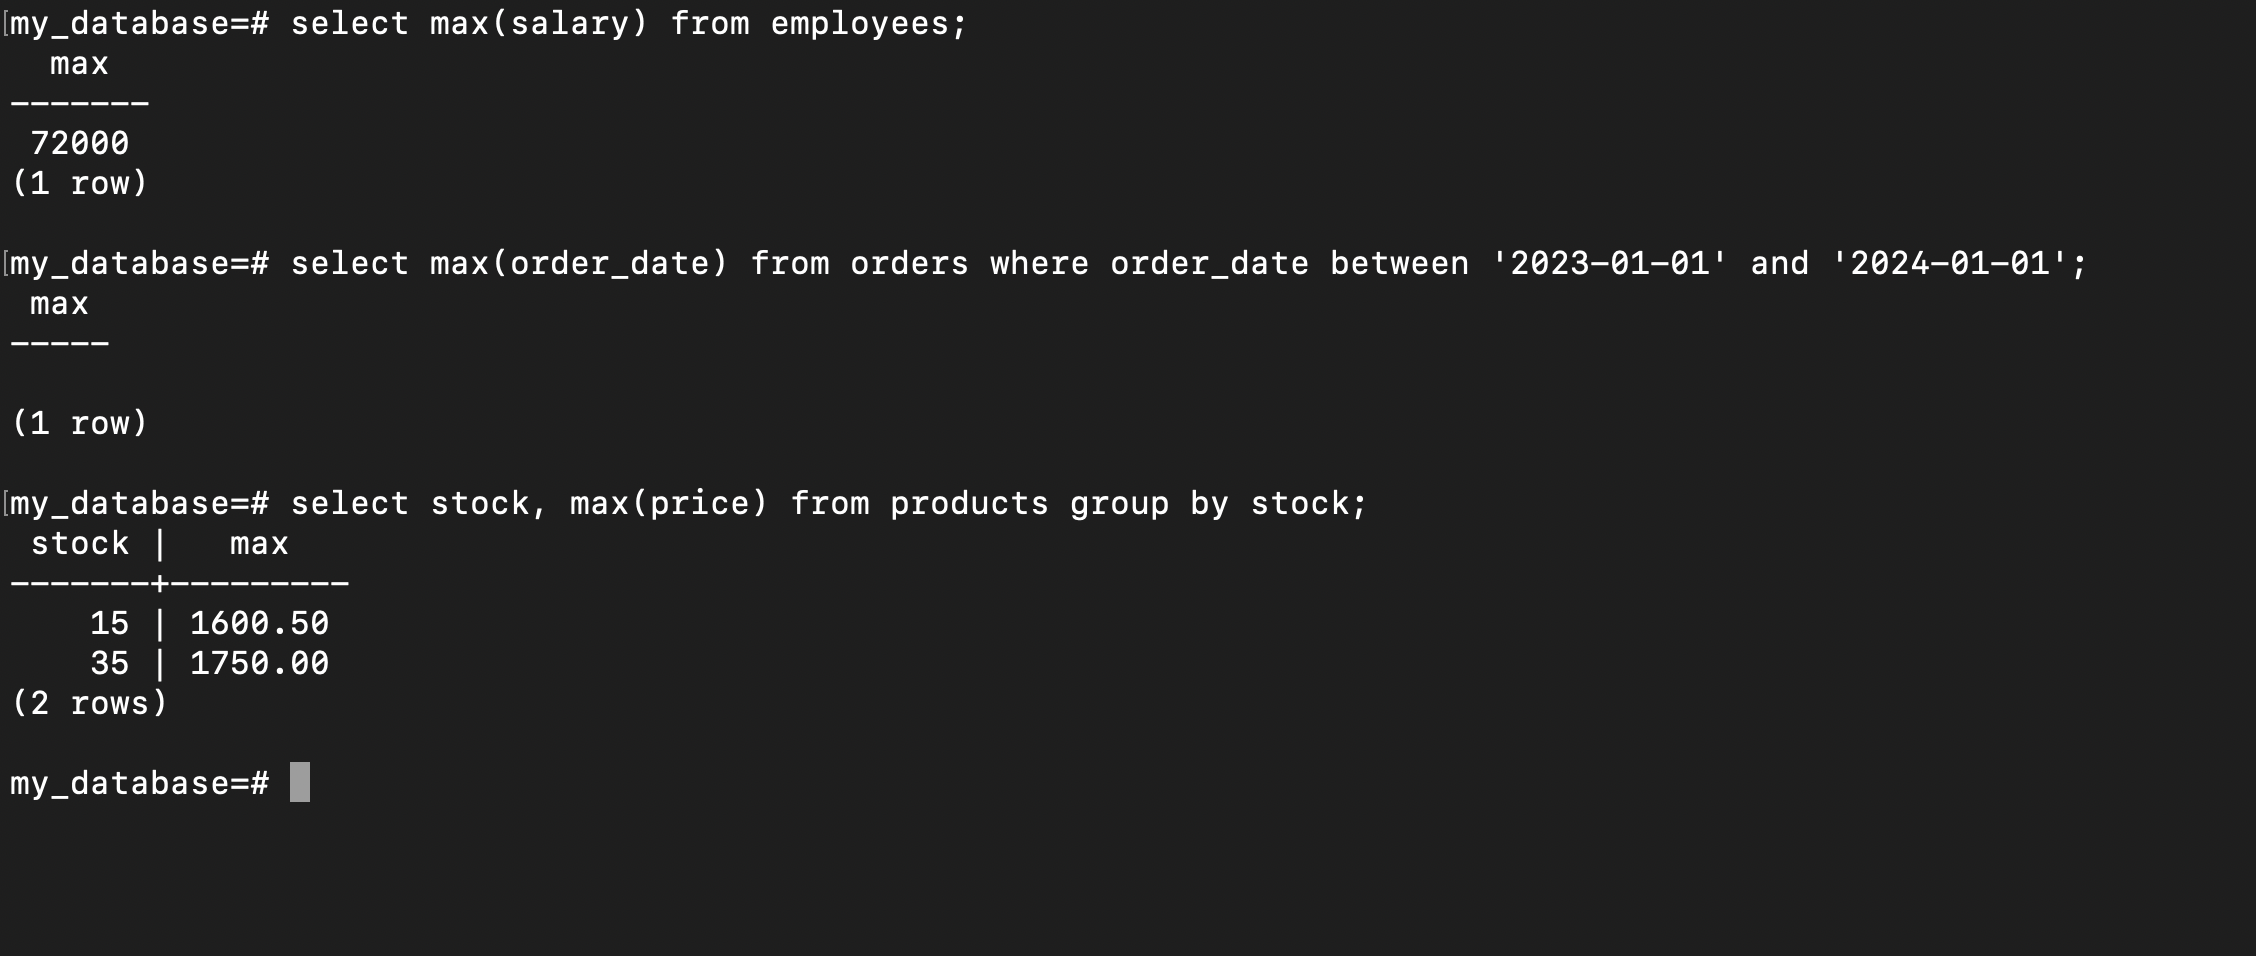 [my_database=# select max(salary) from employees;
max
-------
72000
(1 row)
[my_database=# select max(order_date) from orders where order_date between '2023-01-01' and '2024-01-01';
max
-----
(1 row)
[my_database=# select stock, max(price) from products group by stock;
stock |   max
-------+---------
15 | 1600.50
35 | 1750.00
(2 rows)
my_database=#